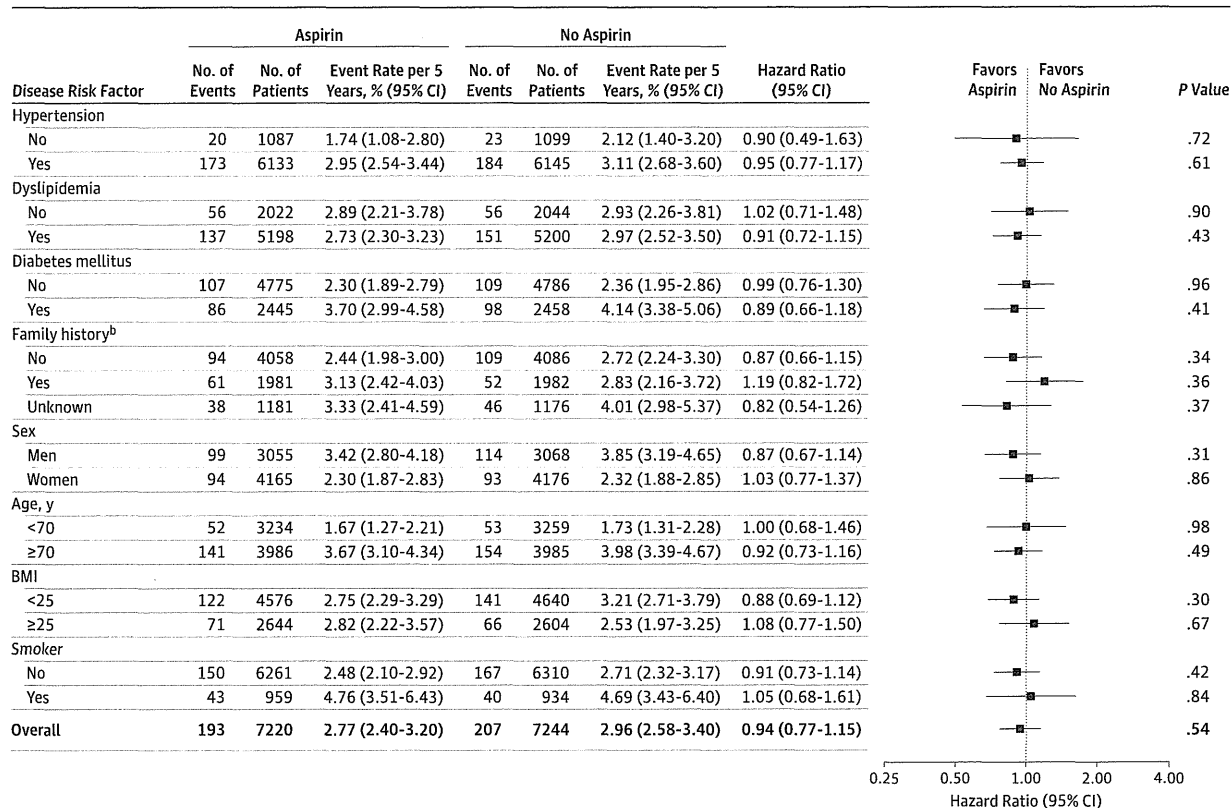 Aspirin No Aspirin
Disease Risk Factor No. of Events No. of Patients Event Rate per 5 Years, % (95% CI) No. of Events No. of Patients Event Rate per 5 Years, % (95% CI) Hazard Ratio (95% CI) Favors Aspirin Favors No Aspirin P Value
Hypertension
No 20 1087 1.74 (1.08-2.80) 23 1099 2.12 (1.40-3.20) 0.90 (0.49-1.63) .72
Yes 173 6133 2.95 (2.54-3.44) 184 6145 3.11 (2.68-3.60) 0.95 (0.77-1.17) .61
Dyslipidemia
No 56 2022 2.89 (2.21-3.78) 56 2044 2.93 (2.26-3.81) 1.02 (0.71-1.48) .90
Yes 137 5198 2.73 (2.30-3.23) 151 5200 2.97 (2.52-3.50) 0.91 (0.72-1.15) .43
Diabetes mellitus
No 107 4775 2.30 (1.89-2.79) 109 4786 2.36 (1.95-2.86) 0.99 (0.76-1.30) .96
Yes 86 2445 3.70 (2.99-4.58) 98 2458 4.14 (3.38-5.06) 0.89 (0.66-1.18) .41
Family historyᵇ
No 94 4058 2.44 (1.98-3.00) 109 4086 2.72 (2.24-3.30) 0.87 (0.66-1.15) .34
Yes 61 1981 3.13 (2.42-4.03) 52 1982 2.83 (2.16-3.72) 1.19 (0.82-1.72) .36
Unknown 38 1181 3.33 (2.41-4.59) 46 1176 4.01 (2.98-5.37) 0.82 (0.54-1.26) .37
Sex
Men 99 3055 3.42 (2.80-4.18) 114 3068 3.85 (3.19-4.65) 0.87 (0.67-1.14) .31
Women 94 4165 2.30 (1.87-2.83) 93 4176 2.32 (1.88-2.85) 1.03 (0.77-1.37) .86
Age, y
<70 52 3234 1.67 (1.27-2.21) 53 3259 1.73 (1.31-2.28) 1.00 (0.68-1.46) .98
≥70 141 3986 3.67 (3.10-4.34) 154 3985 3.98 (3.39-4.67) 0.92 (0.73-1.16) .49
BMI
<25 122 4576 2.75 (2.29-3.29) 141 4640 3.21 (2.71-3.79) 0.88 (0.69-1.12) .30
≥25 71 2644 2.82 (2.22-3.57) 66 2604 2.53 (1.97-3.25) 1.08 (0.77-1.50) .67
Smoker
No 150 6261 2.48 (2.10-2.92) 167 6310 2.71 (2.32-3.17) 0.91 (0.73-1.14) .42
Yes 43 959 4.76 (3.51-6.43) 40 934 4.69 (3.43-6.40) 1.05 (0.68-1.61) .84
Overall 193 7220 2.77 (2.40-3.20) 207 7244 2.96 (2.58-3.40) 0.94 (0.77-1.15) .54
0.25 0.50 1.00 2.00 4.00
Hazard Ratio (95% CI)